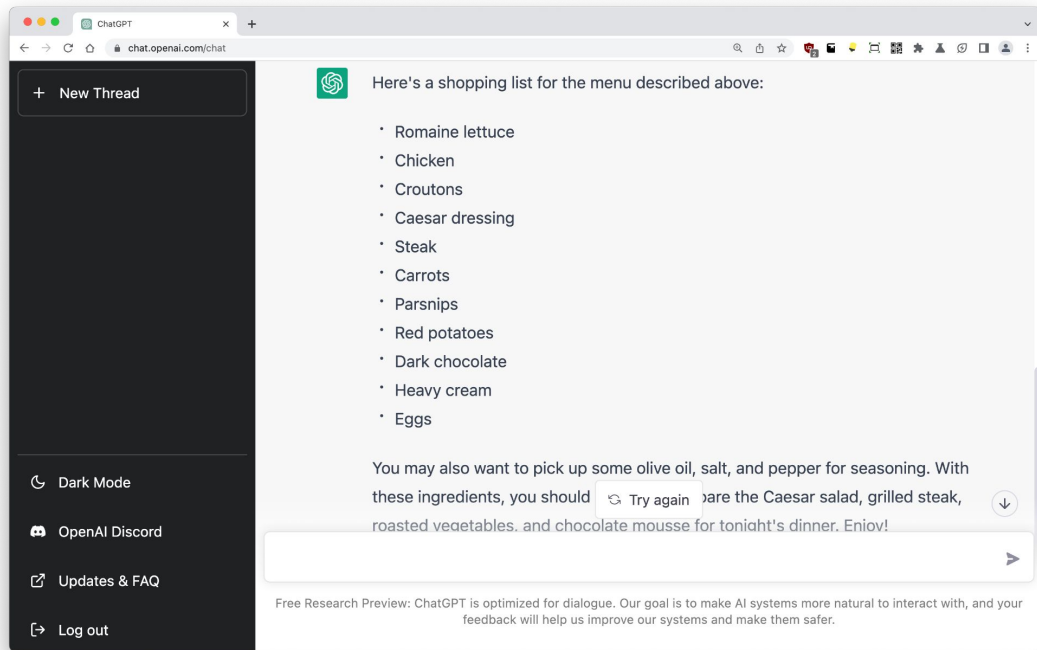 ChatGPT
chat.openai.com/chat
2
New Thread
Dark Mode
OpenAI Discord
Updates & FAQ
Log out
Here's a shopping list for the menu described above:
Romaine lettuce
Chicken
Croutons
Caesar dressing
Steak
Carrots
Parsnips
Red potatoes
Dark chocolate
Heavy cream
Eggs
You may also want to pick up some olive oil, salt, and pepper for seasoning. With
these ingredients, you should Try again pare the Caesar salad, grilled steak,
roasted vegetables, and chocolate mousse for tonight's dinner. Enjoy!
Free Research Preview: ChatGPT is optimized for dialogue. Our goal is to make AI systems more natural to interact with, and your
feedback will help us improve our systems and make them safer.